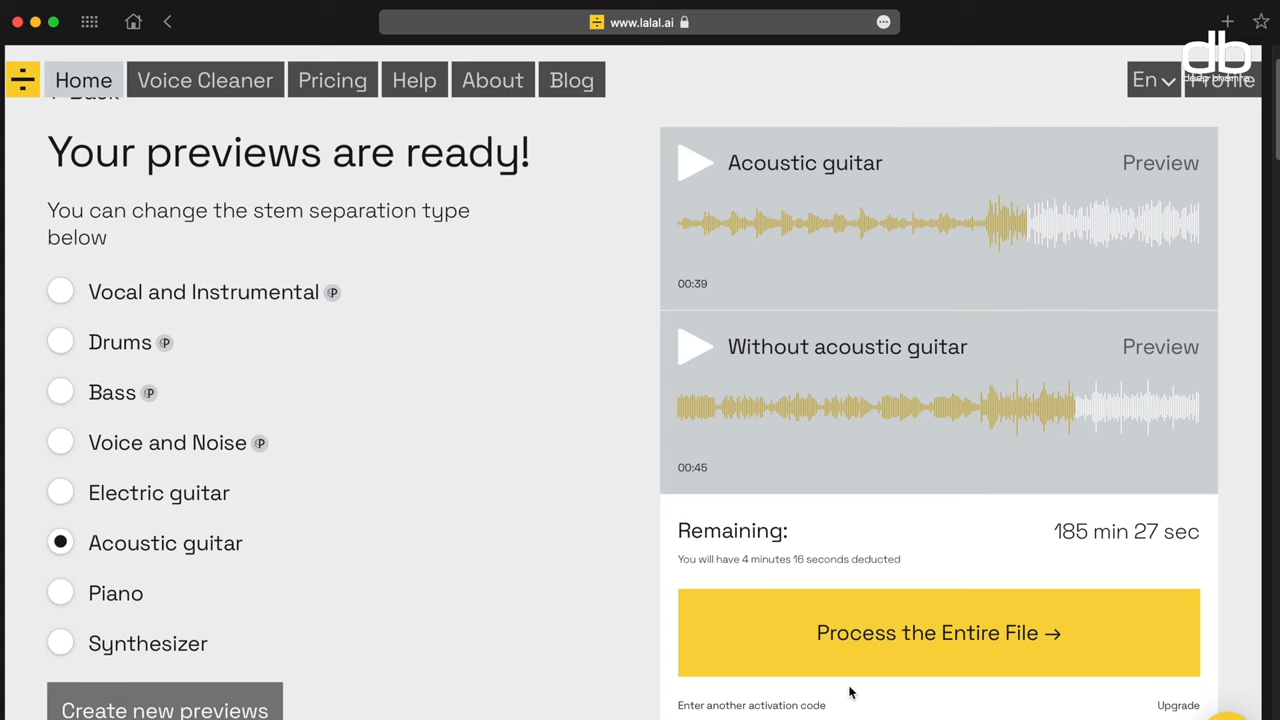 www.lalal.ai
db
Home
Voice Cleaner
Pricing
Help
About
Blog
En
Profile
Back
Your previews are ready!
You can change the stem separation type
below
Vocal and Instrumental
Drums
Bass
Voice and Noise
Electric guitar
Acoustic guitar
Piano
Synthesizer
Create new previews
Acoustic guitar
Preview
00:39
Without acoustic guitar
Preview
00:45
Remaining:
185 min 27 sec
You will have 4 minutes 16 seconds deducted
Process the Entire File →
Enter another activation code
Upgrade